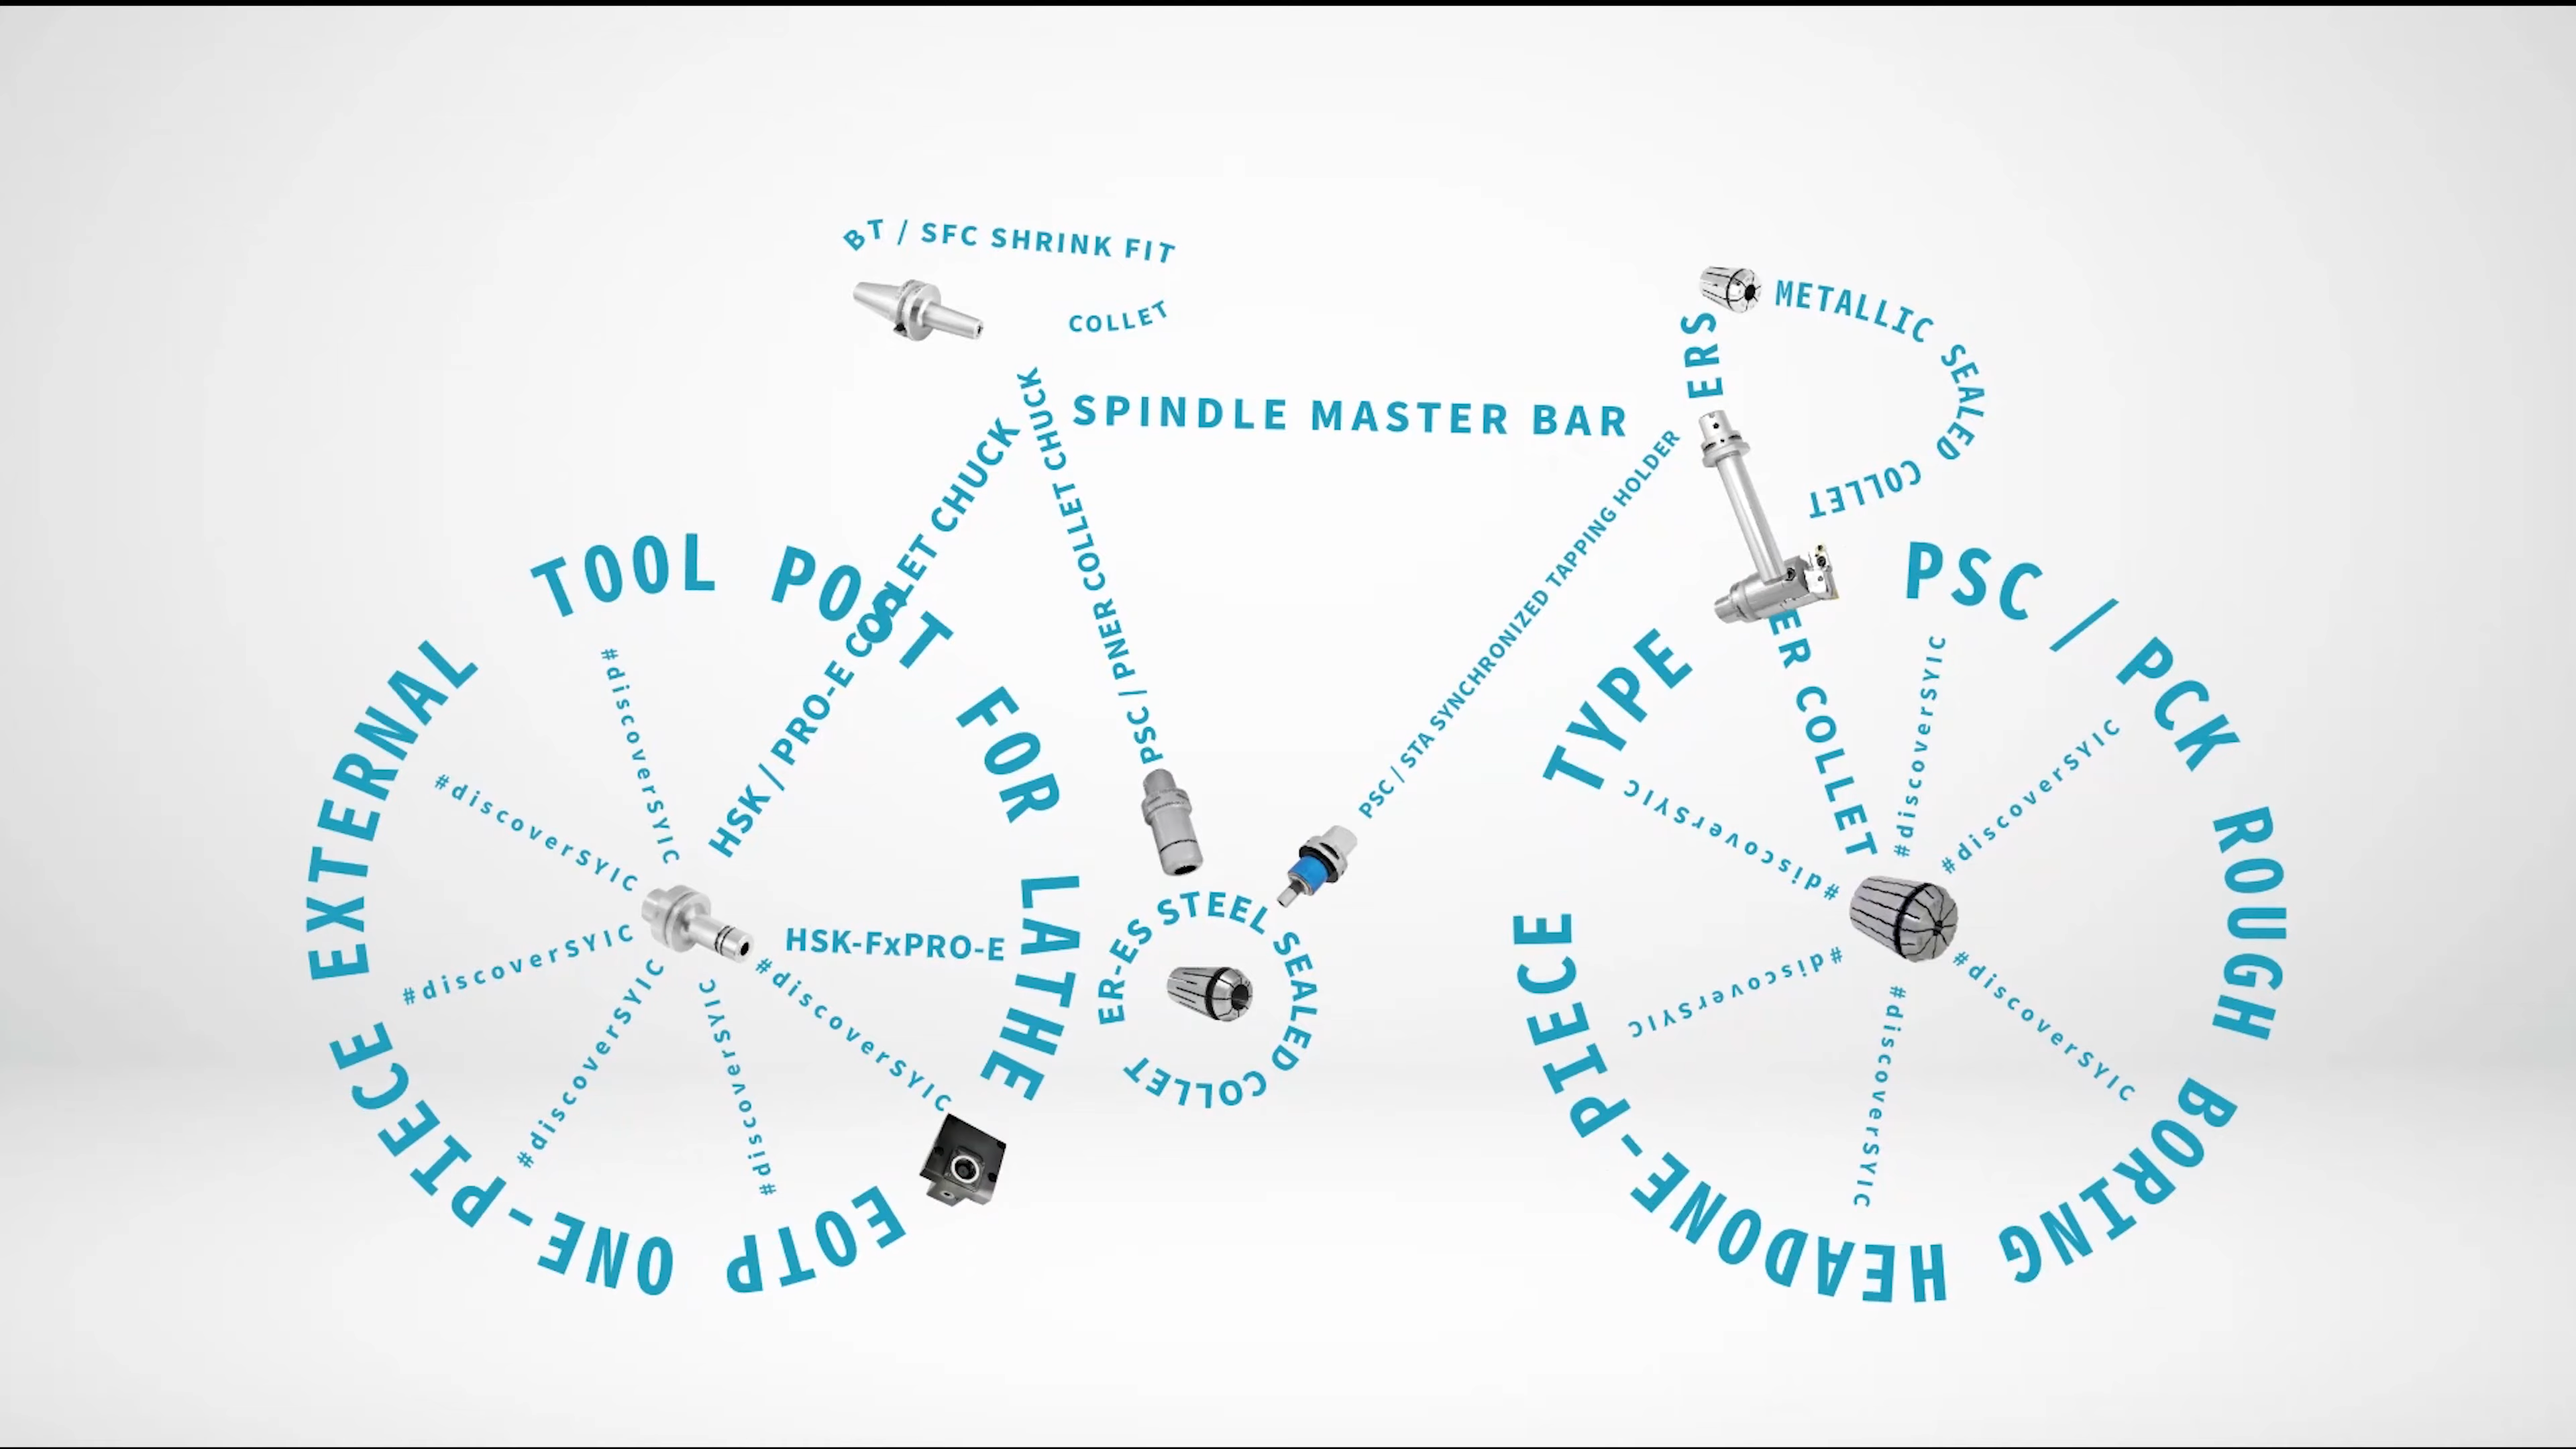 BT / SFC SHRINK FIT
COLLET
METALLIC SEALED COLLET
ERS
SPINDLE MASTER BAR
HSK / PRO-E COLLET CHUCK
PSC / PNER COLLET CHUCK
PSC / STA SYNCHRONIZED TAPPING HOLDER
ER COLLET
EOTP ONE-PIECE EXTERNAL TOOL POST FOR LATHE
#discoverSYIC
#discoverSYIC
#discoverSYIC
#discoverSYIC
#discoverSYIC
#discoverSYIC
HSK-FxPRO-E
ER-ES STEEL SEALED COLLET
PSC / PCK ROUGH BORING HEADONE-PIECE TYPE
#discoverSYIC
#discoverSYIC
#discoverSYIC
#discoverSYIC
#discoverSYIC
#discoverSYIC